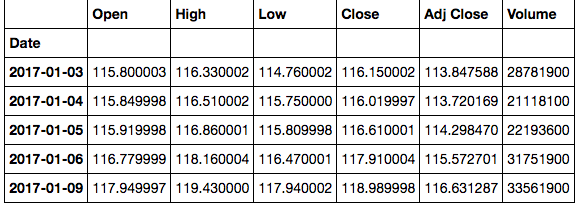 Open High Low Close Adj Close Volume
Date
2017-01-03 115.800003 116.330002 114.760002 116.150002 113.847588 28781900
2017-01-04 115.849998 116.510002 115.750000 116.019997 113.720169 21118100
2017-01-05 115.919998 116.860001 115.809998 116.610001 114.298470 22193600
2017-01-06 116.779999 118.160004 116.470001 117.910004 115.572701 31751900
2017-01-09 117.949997 119.430000 117.940002 118.989998 116.631287 33561900